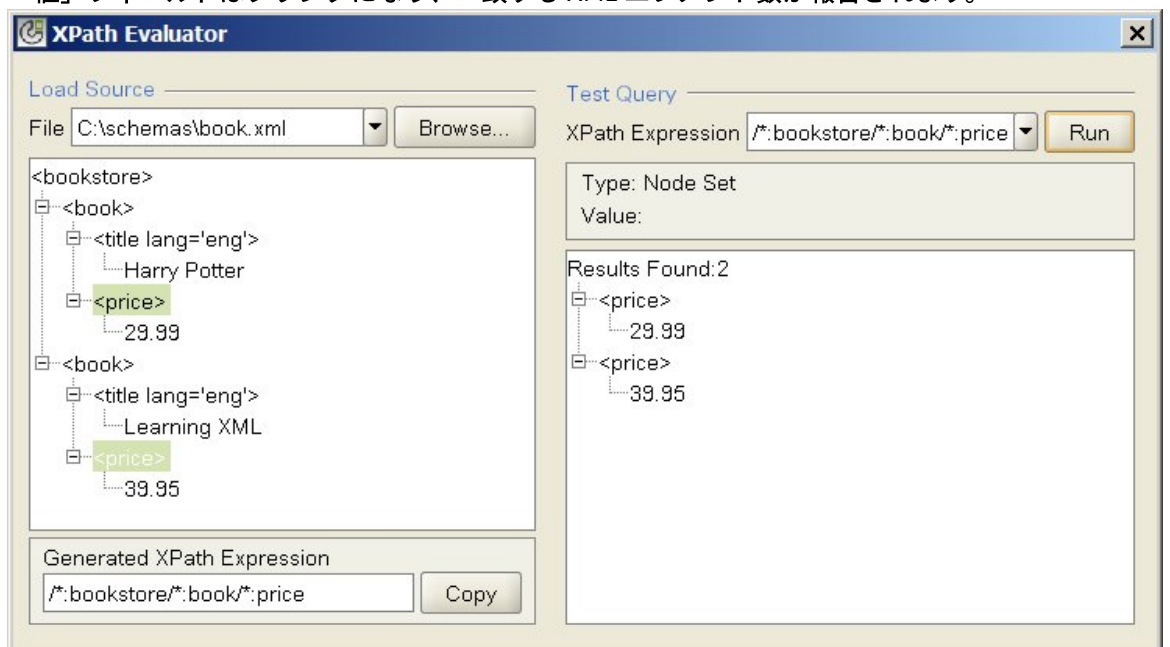 XPath Evaluator
Load Source
File C:\schemas\book.xml Browse...
<bookstore>
<book>
<title lang='eng'>
Harry Potter
<price>
29.99
<book>
<title lang='eng'>
Learning XML
<price>
39.95
Generated XPath Expression
/*:bookstore/*:book/*:price Copy
Test Query
XPath Expression /*:bookstore/*:book/*:price Run
Type: Node Set
Value:
Results Found:2
<price>
29.99
<price>
39.95